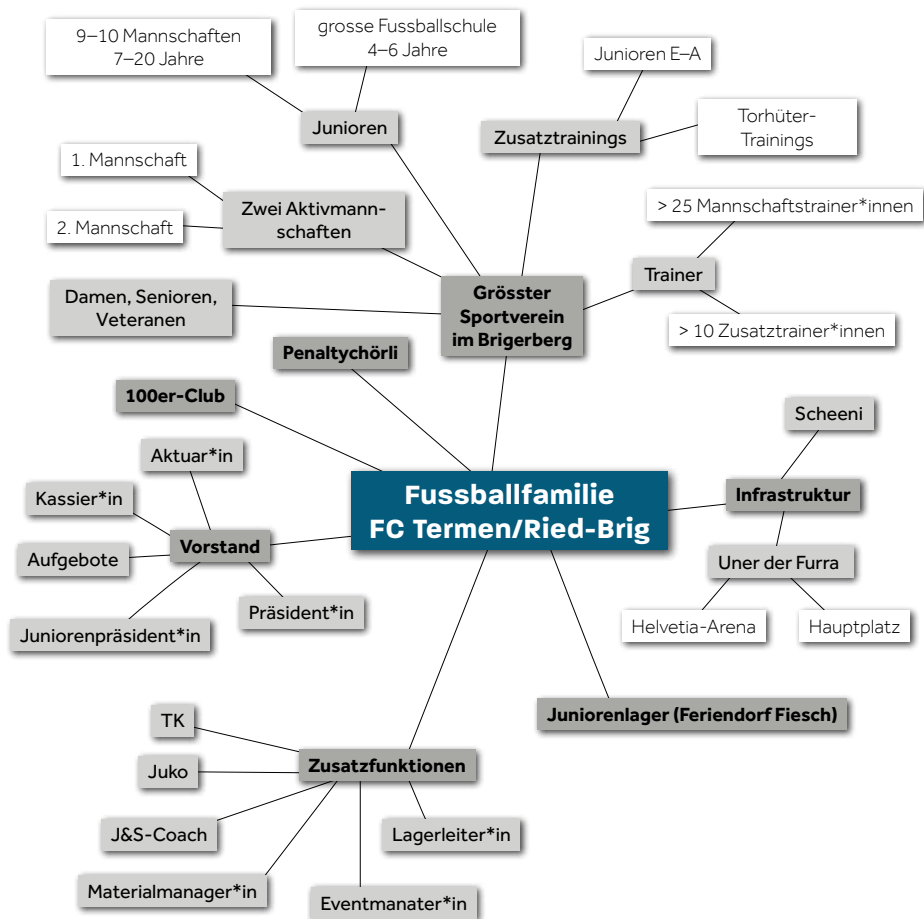 9–10 Mannschaften
7–20 Jahre
grosse Fussballschule
4–6 Jahre
Junioren E–A
Junioren
Zusatztrainings
Torhüter-
Trainings
1. Mannschaft
2. Mannschaft
Zwei Aktivmann-
schaften
> 25 Mannschaftstrainer*innen
Trainer
> 10 Zusatztrainer*innen
Damen, Senioren,
Veteranen
Grösster
Sportverein
im Brigerberg
Penaltychörli
100er-Club
Scheeni
Aktuar*in
Kassier*in
Vorstand
Aufgebote
Präsident*in
Juniorenpräsident*in
Fussballfamilie
FC Termen/Ried-Brig
Infrastruktur
Uner der Furra
Helvetia-Arena
Hauptplatz
Juniorenlager (Feriendorf Fiesch)
TK
Juko
Zusatzfunktionen
J&S-Coach
Lagerleiter*in
Materialmanager*in
Eventmanater*in